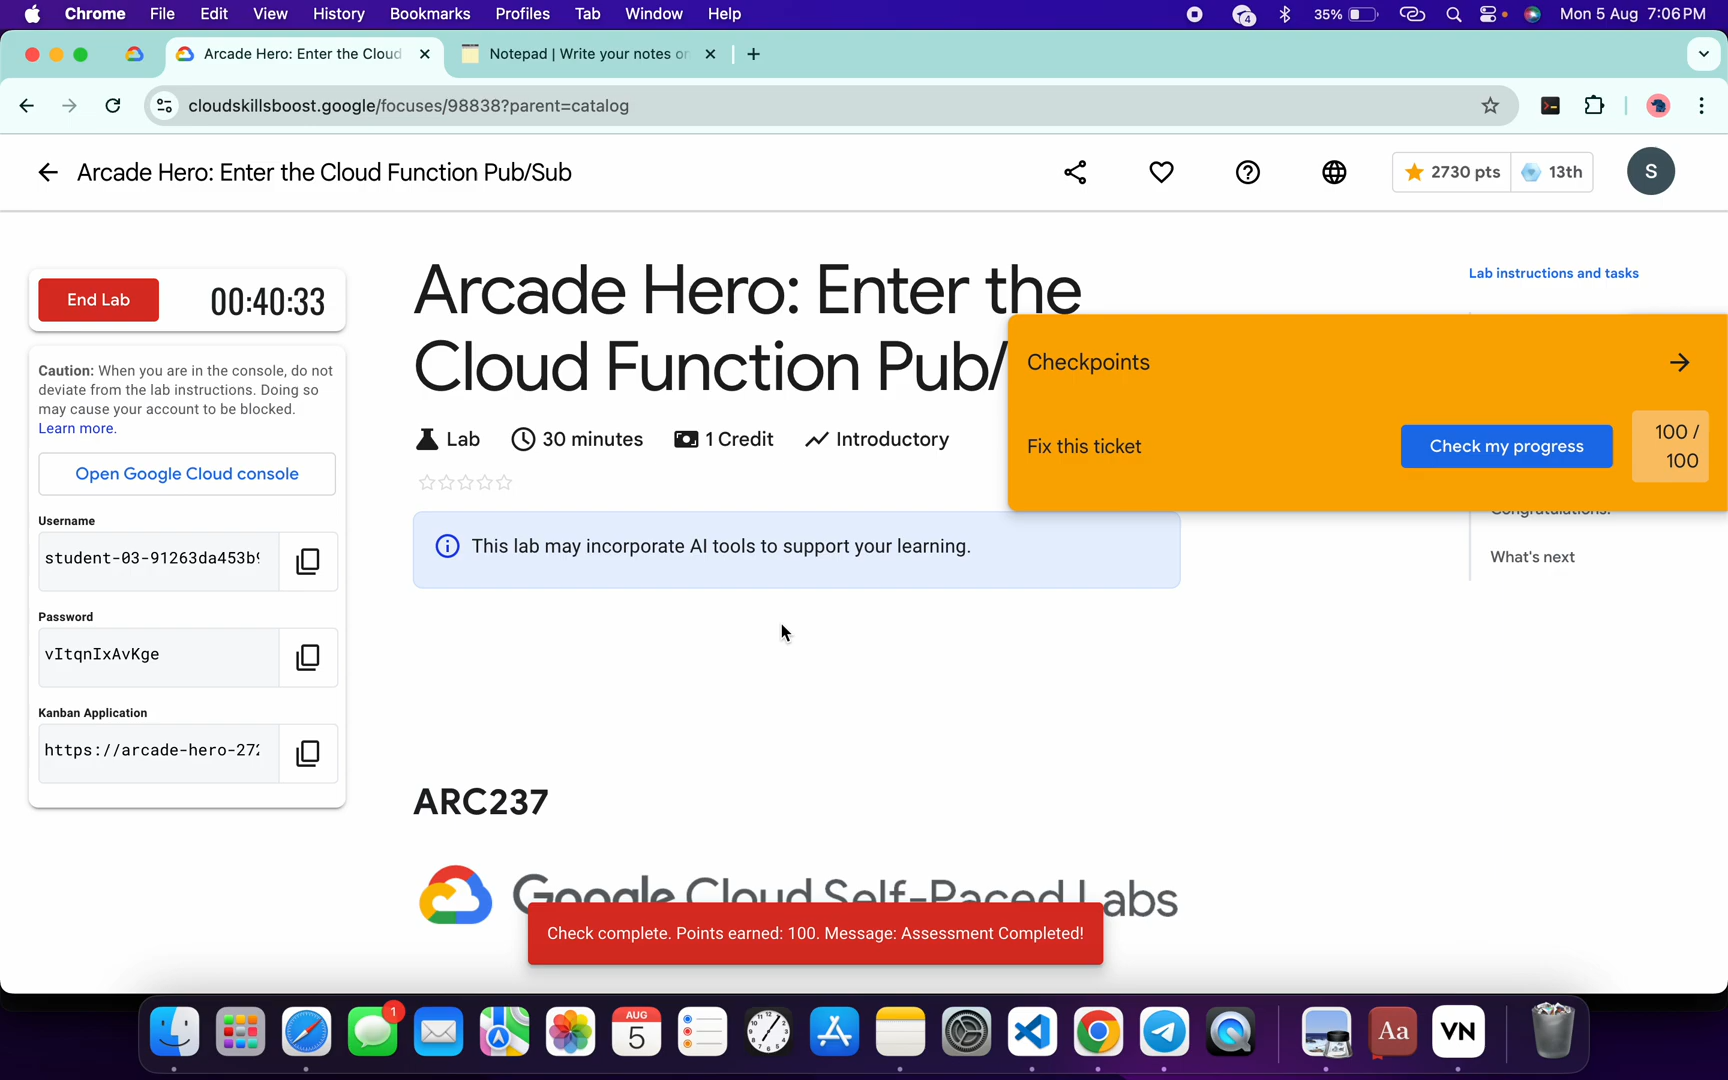 Chrome File Edit View History Bookmarks Profiles Tab Window Help
4 35% Mon 5 Aug 7:06 PM
Arcade Hero: Enter the Cloud
Notepad | Write your notes on
cloudskillsboost.google/focuses/98838?parent=catalog
Arcade Hero: Enter the Cloud Function Pub/Sub
2730 pts 13th S
End Lab 00:40:33
Caution: When you are in the console, do not
deviate from the lab instructions. Doing so
may cause your account to be blocked.
Learn more.
Open Google Cloud console
Username
student-03-91263da453b
Password
vItqnIxAvKge
Kanban Application
https://arcade-hero-272
Arcade Hero: Enter the
Cloud Function Pub/
Lab 30 minutes 1 Credit Introductory
This lab may incorporate AI tools to support your learning.
ARC237
Google Cloud Self-Paced Labs
Check complete. Points earned: 100. Message: Assessment Completed!
Lab instructions and tasks
Checkpoints
Fix this ticket
Check my progress
100 /
100
Congratulations!
What's next
1
AUG
5
Aa
VN